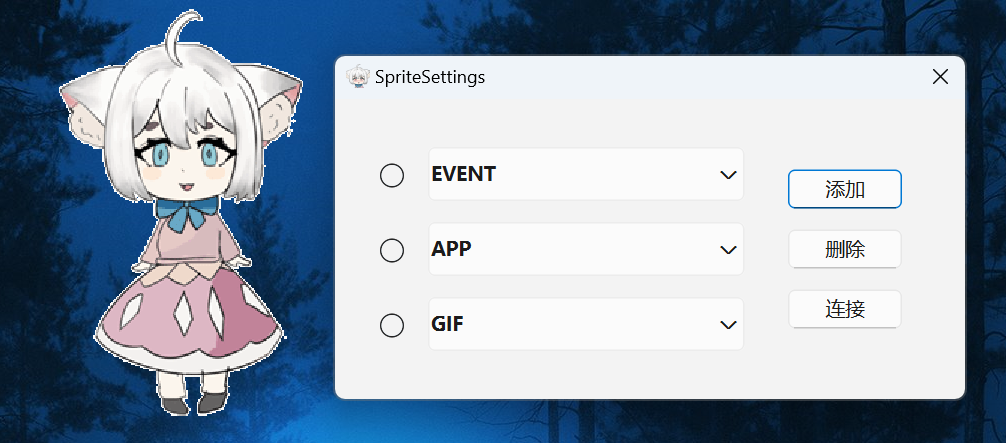 SpriteSettings
EVENT
添加
APP
删除
GIF
连接